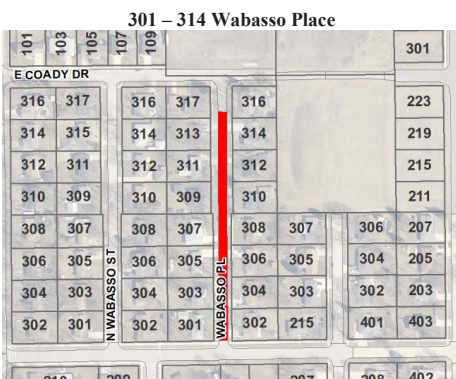 301 – 314 Wabasso Place
101 103 105 107 109 301
E COADY DR
316 317 316 317 316 223
314 315 314 313 314 219
312 311 312 311 312 215
310 309 310 309 310 211
308 307 308 307 308 307 306 207
306 305 306 305 306 305 304 205
304 303 304 303 304 303 302 203
302 301 302 301 302 215 401 403
N WABASSO ST
WABASSO PL